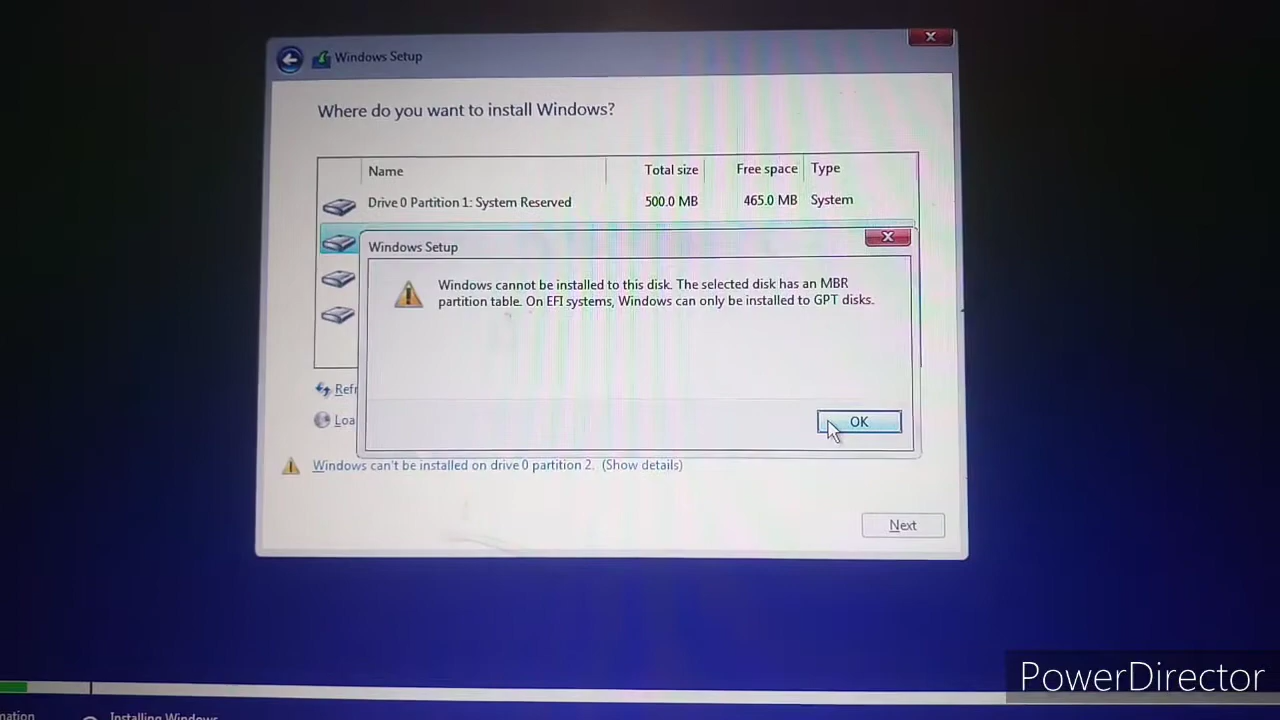 Windows Setup
Where do you want to install Windows?
Name Total size Free space Type
Drive 0 Partition 1: System Reserved 500.0 MB 465.0 MB System
Windows Setup
Windows cannot be installed to this disk. The selected disk has an MBR
partition table. On EFI systems, Windows can only be installed to GPT disks.
Refr
OK
Loa
Windows can't be installed on drive 0 partition 2. (Show details)
Next
PowerDirector
mation Installing Windows